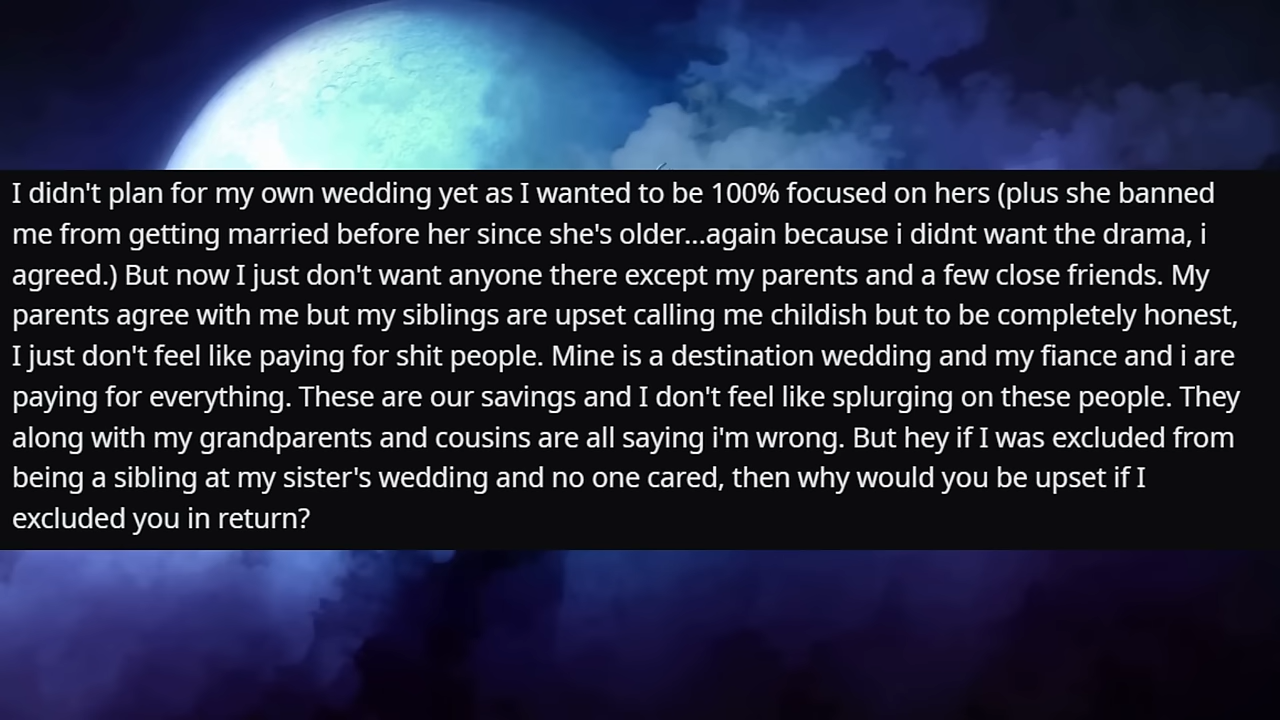 I didn't plan for my own wedding yet as I wanted to be 100% focused on hers (plus she banned
me from getting married before her since she's older...again because i didnt want the drama, i
agreed.) But now I just don't want anyone there except my parents and a few close friends. My
parents agree with me but my siblings are upset calling me childish but to be completely honest,
I just don't feel like paying for shit people. Mine is a destination wedding and my fiance and i are
paying for everything. These are our savings and I don't feel like splurging on these people. They
along with my grandparents and cousins are all saying i'm wrong. But hey if I was excluded from
being a sibling at my sister's wedding and no one cared, then why would you be upset if I
excluded you in return?